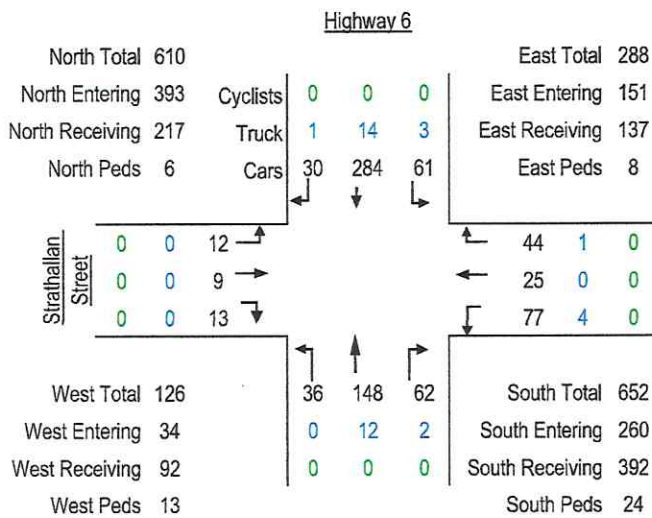 Highway 6
North Total 610
North Entering 393
North Receiving 217
North Peds 6
Cyclists 0 0 0
Truck 1 14 3
Cars 30 284 61
East Total 288
East Entering 151
East Receiving 137
East Peds 8
Strathallan
Street
0 0 12
0 0 9
0 0 13
44 1 0
25 0 0
77 4 0
West Total 126
West Entering 34
West Receiving 92
West Peds 13
36 148 62
0 12 2
0 0 0
South Total 652
South Entering 260
South Receiving 392
South Peds 24